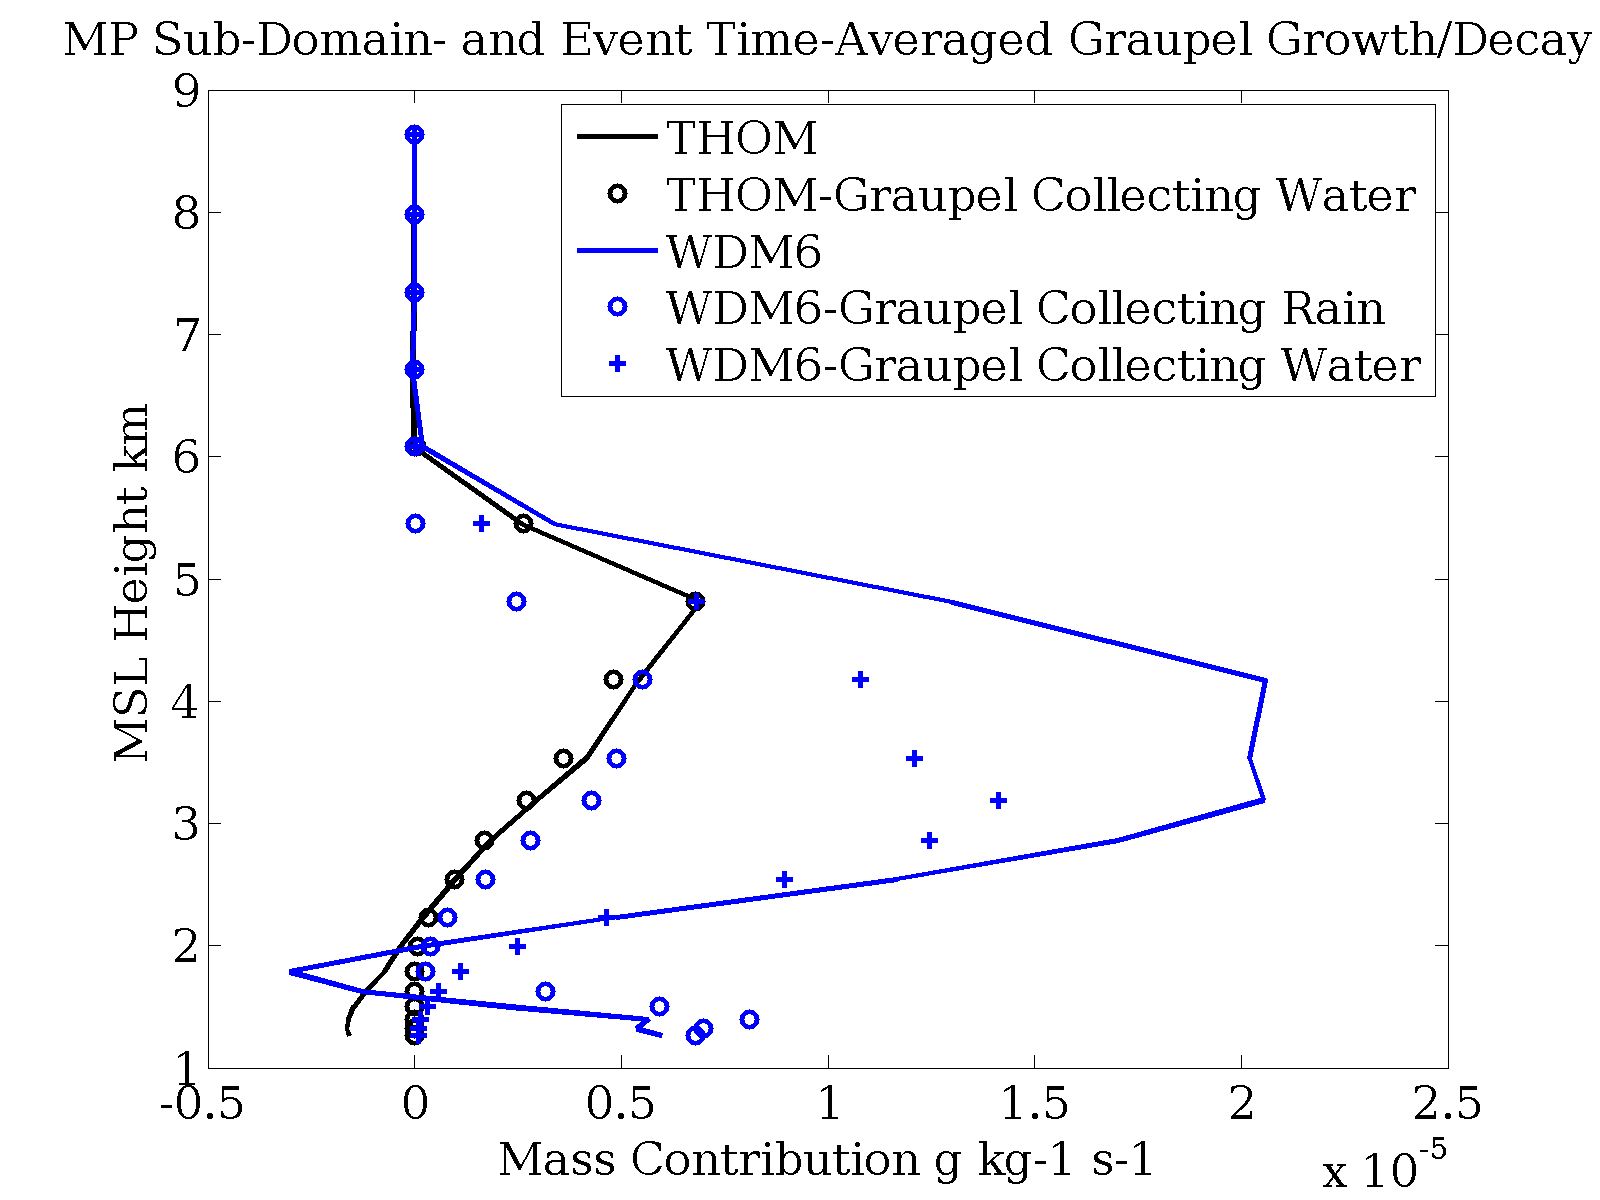 MP Sub-Domain- and Event Time-Averaged Graupel Growth/Decay
THOM
THOM-Graupel Collecting Water
WDM6
WDM6-Graupel Collecting Rain
WDM6-Graupel Collecting Water
MSL Height km
9
8
7
6
5
4
3
2
1
-0.5 0 0.5 1 1.5 2 2.5
Mass Contribution g kg-1 s-1
x 10^-5